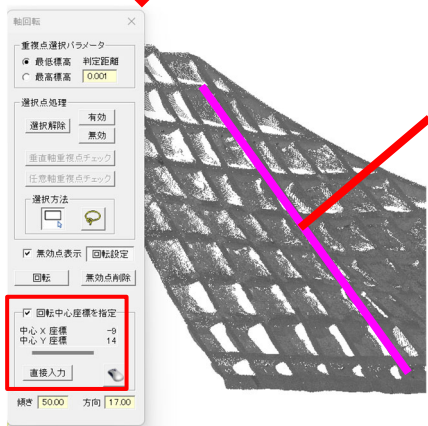 軸回転
重複点選択パラメータ
最低標高 判定距離
最高標高 0.001
選択点処理
選択解除 有効
無効
垂直軸重複点チェック
任意軸重複点チェック
選択方法
無効点表示 回転設定
回転 無効点削除
回転中心座標を指定
中心 X 座標 -9
中心 Y 座標 14
直接入力
傾き 50.00 方向 17.00